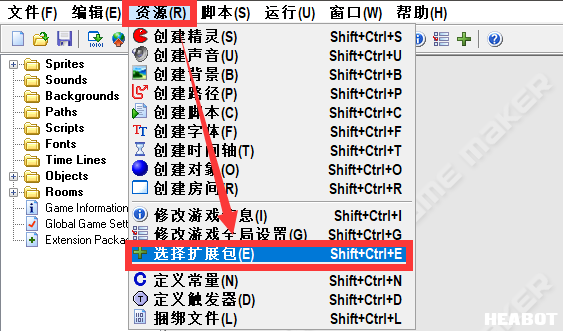 文件(F) 编辑(E) 资源(R) 脚本(S) 运行(U) 窗口(W) 帮助(H)
Sprites
Sounds
Backgrounds
Paths
Scripts
Fonts
Time Lines
Objects
Rooms
Game Information
Global Game Sett
Extension Package
创建精灵(S) Shift+Ctrl+S
创建声音(U) Shift+Ctrl+U
创建背景(B) Shift+Ctrl+B
创建路径(P) Shift+Ctrl+P
创建脚本(C) Shift+Ctrl+C
创建字体(F) Shift+Ctrl+F
创建时间轴(T) Shift+Ctrl+T
创建对象(O) Shift+Ctrl+O
创建房间(R) Shift+Ctrl+R
修改游戏信息(I) Shift+Ctrl+I
修改游戏全局设置(G) Shift+Ctrl+G
选择扩展包(E) Shift+Ctrl+E
定义常量(N) Shift+Ctrl+N
定义触发器(D) Shift+Ctrl+D
捆绑文件(L) Shift+Ctrl+L
game maker
HEABOT